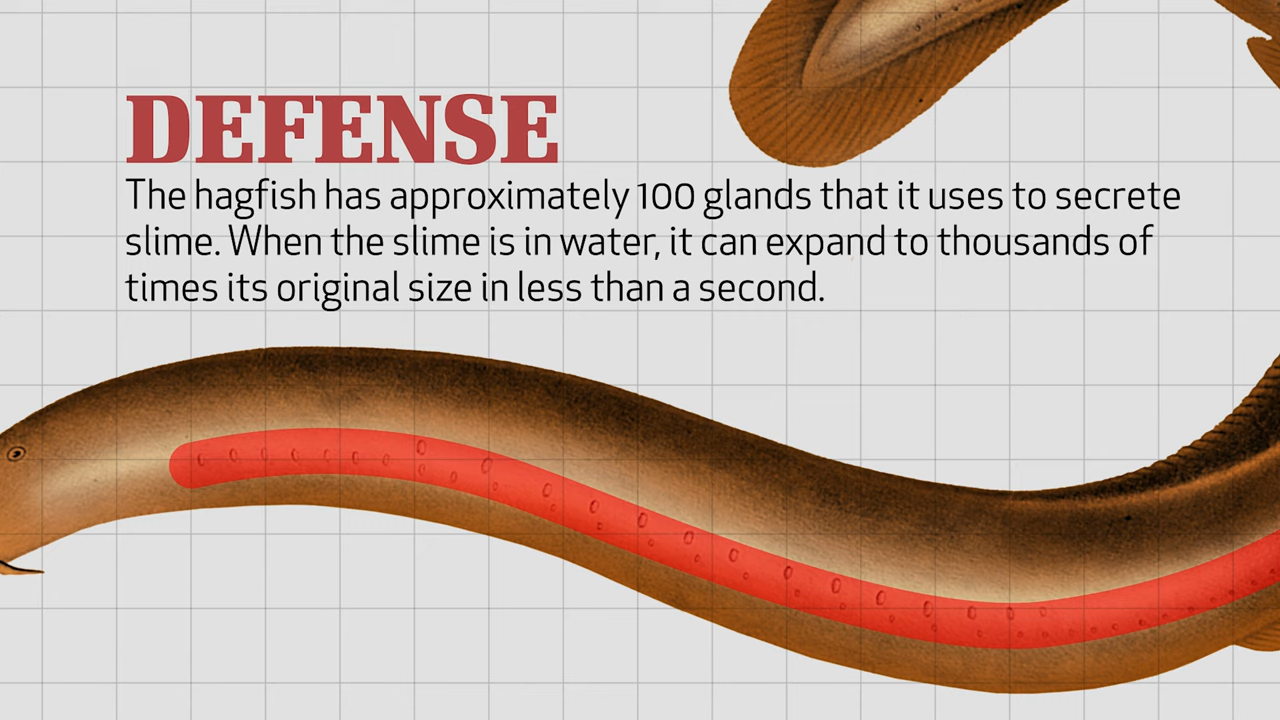 DEFENSE
The hagfish has approximately 100 glands that it uses to secrete
slime. When the slime is in water, it can expand to thousands of
times its original size in less than a second.